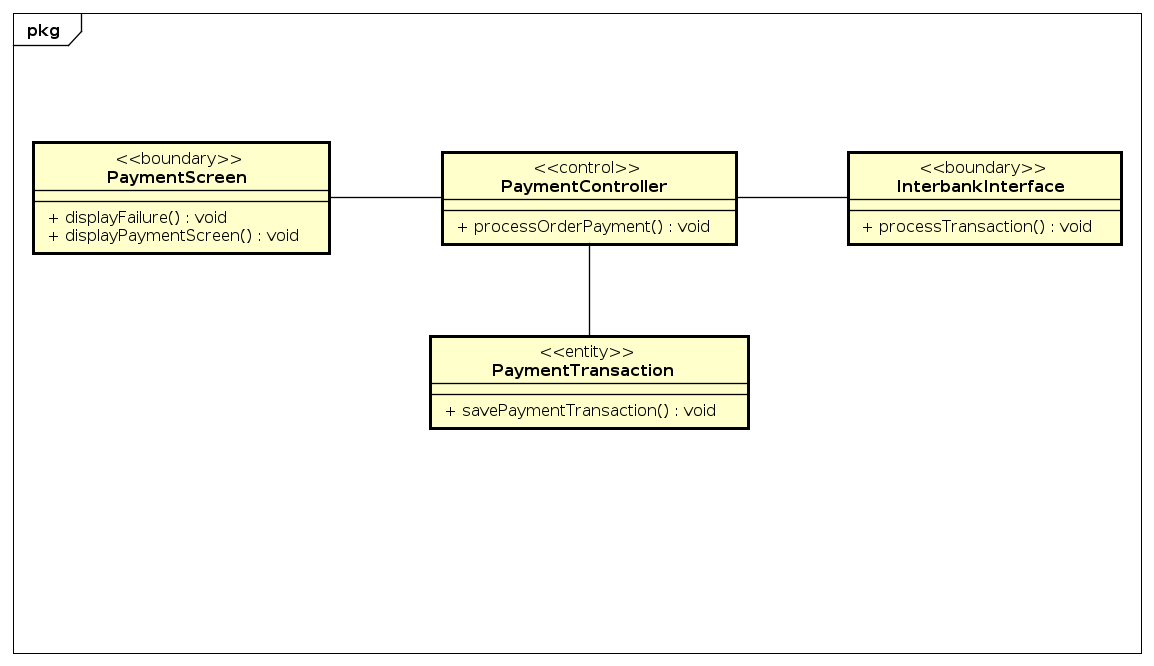 pkg
<<boundary>>
PaymentScreen
+ displayFailure() : void
+ displayPaymentScreen() : void
<<control>>
PaymentController
+ processOrderPayment() : void
<<boundary>>
InterbankInterface
+ processTransaction() : void
<<entity>>
PaymentTransaction
+ savePaymentTransaction() : void